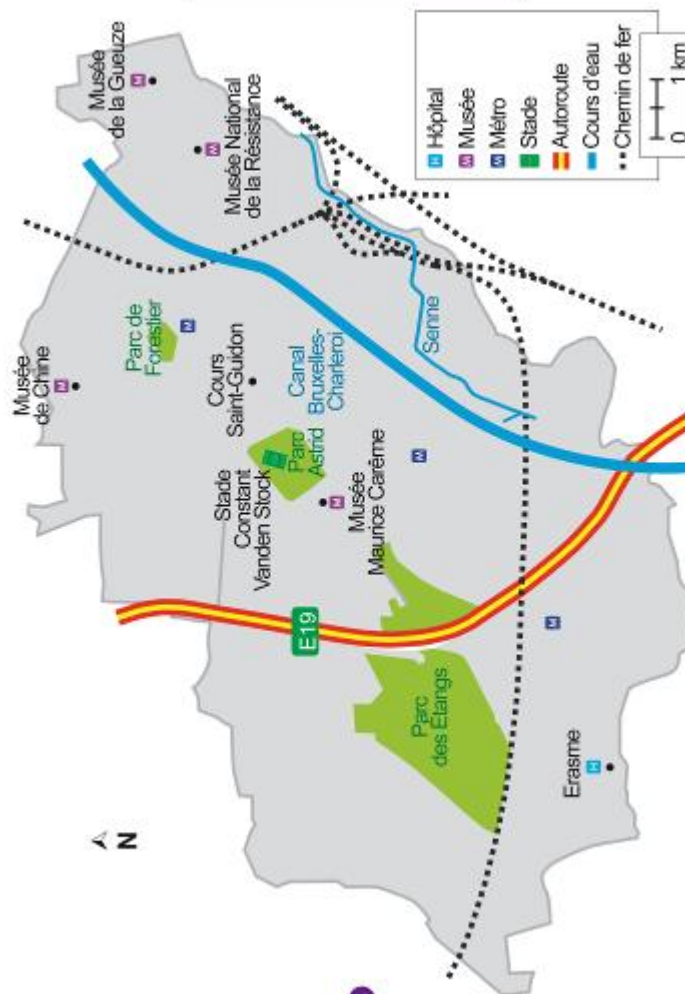 Musée
de Chine
M
Musée
de la Gueuze
M
N
Parc de
Forestier
M
Musée National
de la Résistance
M
Cours
Saint-Guidon
Stade
Constant
Vanden Stock
Parc
Astrid
Canal
Bruxelles-
Charleroi
E19
M
Musée
Maurice Carême
M
Senne
Parc
des Étangs
M
Erasme
H
H Hôpital
M Musée
M Métro
Stade
Autoroute
Cours d'eau
Chemin de fer
0 1 km